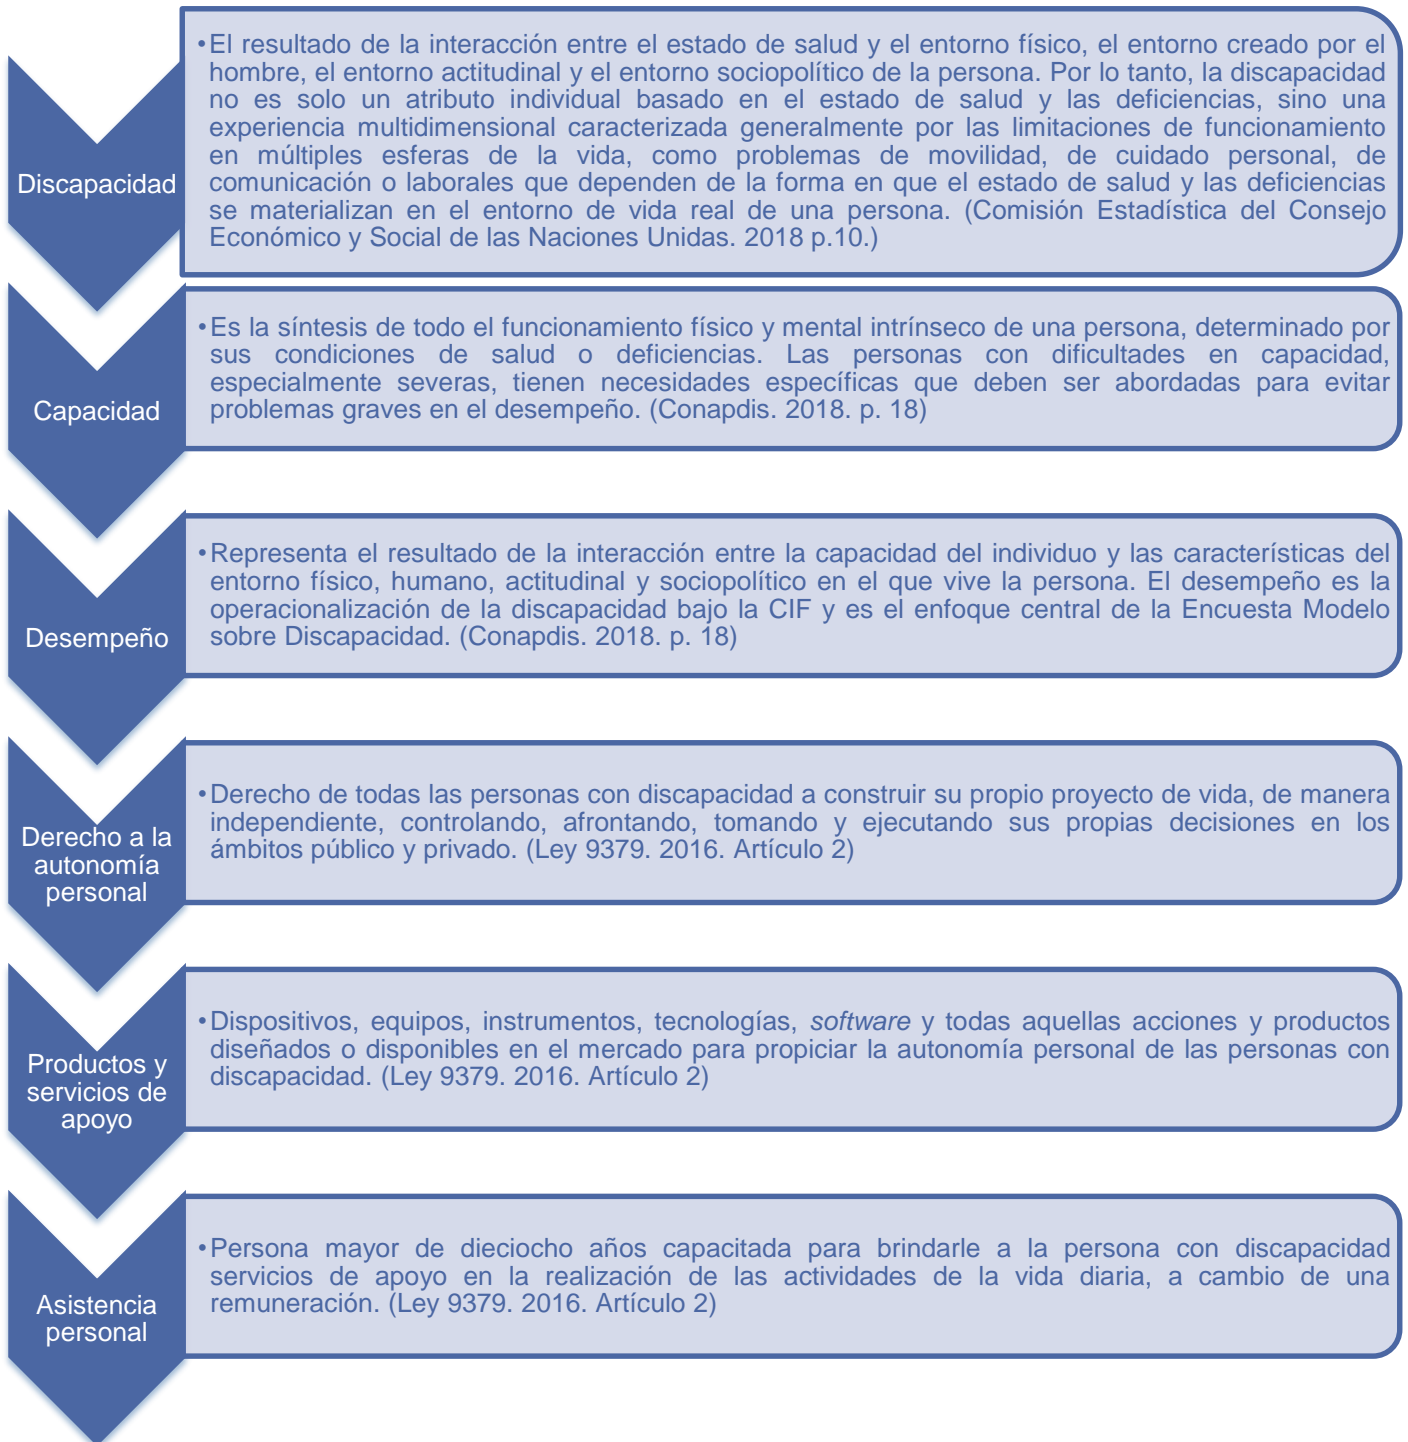 Discapacidad
•El resultado de la interacción entre el estado de salud y el entorno físico, el entorno creado por el
hombre, el entorno actitudinal y el entorno sociopolítico de la persona. Por lo tanto, la discapacidad
no es solo un atributo individual basado en el estado de salud y las deficiencias, sino una
experiencia multidimensional caracterizada generalmente por las limitaciones de funcionamiento
en múltiples esferas de la vida, como problemas de movilidad, de cuidado personal, de
comunicación o laborales que dependen de la forma en que el estado de salud y las deficiencias
se materializan en el entorno de vida real de una persona. (Comisión Estadística del Consejo
Económico y Social de las Naciones Unidas. 2018 p.10.)
Capacidad
•Es la síntesis de todo el funcionamiento físico y mental intrínseco de una persona, determinado por
sus condiciones de salud o deficiencias. Las personas con dificultades en capacidad,
especialmente severas, tienen necesidades específicas que deben ser abordadas para evitar
problemas graves en el desempeño. (Conapdis. 2018. p. 18)
Desempeño
•Representa el resultado de la interacción entre la capacidad del individuo y las características del
entorno físico, humano, actitudinal y sociopolítico en el que vive la persona. El desempeño es la
operacionalización de la discapacidad bajo la CIF y es el enfoque central de la Encuesta Modelo
sobre Discapacidad. (Conapdis. 2018. p. 18)
Derecho a la
autonomía
personal
•Derecho de todas las personas con discapacidad a construir su propio proyecto de vida, de manera
independiente, controlando, afrontando, tomando y ejecutando sus propias decisiones en los
ámbitos público y privado. (Ley 9379. 2016. Artículo 2)
Productos y
servicios de
apoyo
•Dispositivos, equipos, instrumentos, tecnologías, software y todas aquellas acciones y productos
diseñados o disponibles en el mercado para propiciar la autonomía personal de las personas con
discapacidad. (Ley 9379. 2016. Artículo 2)
Asistencia
personal
•Persona mayor de dieciocho años capacitada para brindarle a la persona con discapacidad
servicios de apoyo en la realización de las actividades de la vida diaria, a cambio de una
remuneración. (Ley 9379. 2016. Artículo 2)